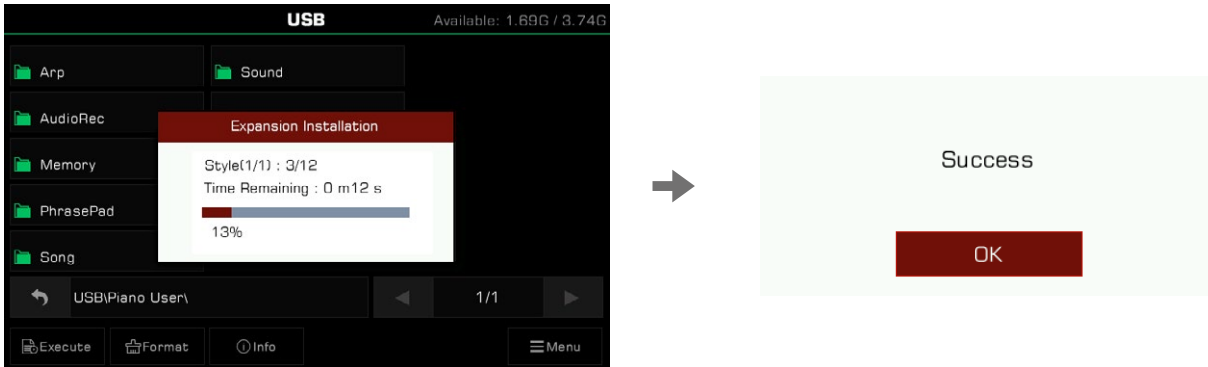 USB
Available: 1.69G / 3.74G
Arp
Sound
AudioRec
Expansion Installation
Memory
Style(1/1) : 3/12
Time Remaining : 0 m12 s
PhrasePad
13%
Song
USB\Piano User\
1/1
Execute
Format
Info
Menu
Success
OK